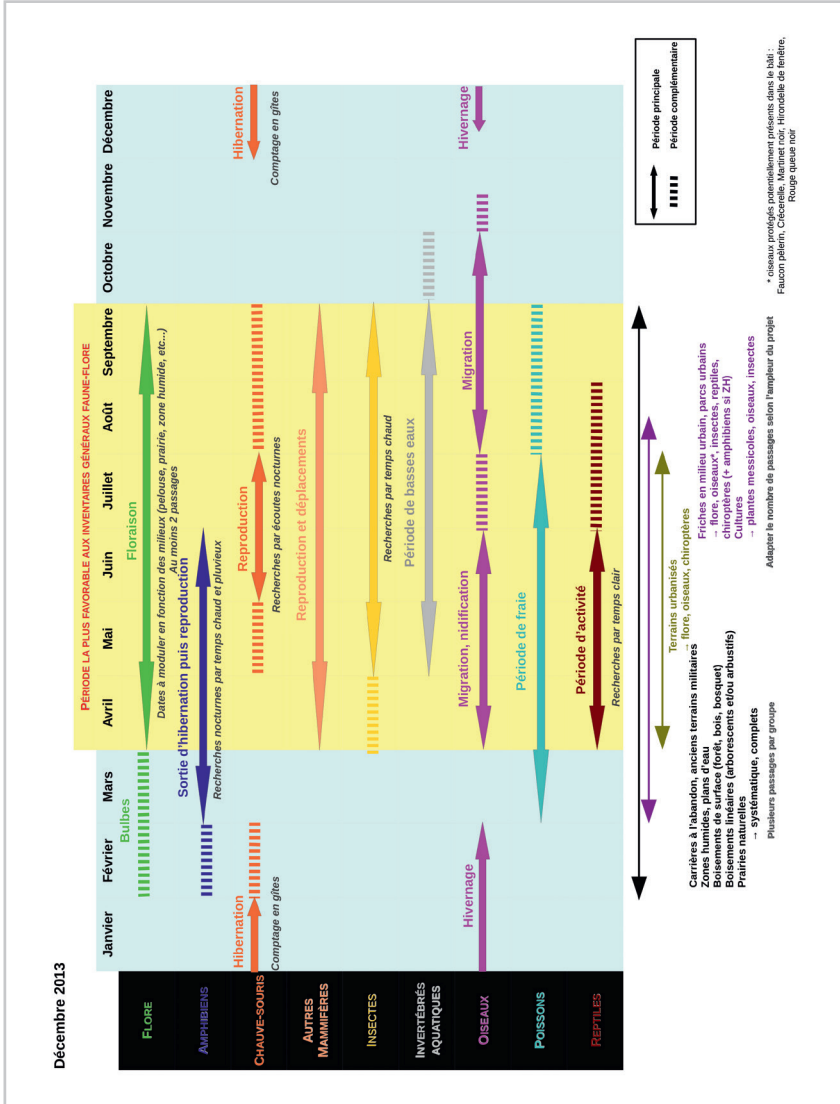 Décembre 2013
PÉRIODE LA PLUS FAVORABLE AUX INVENTAIRES GÉNÉRAUX FAUNE-FLORE
Janvier
Février
Mars
Avril
Mai
Juin
Juillet
Août
Septembre
Octobre
Novembre
Décembre
FLORE
Bulbes
Floraison
Dates à moduler en fonction des milieux (pelouse, prairie, zone humide, etc...)
Au moins 2 passages
AMPHIBIENS
Sortie d'hibernation puis reproduction
Recherches nocturnes par temps chaud et pluvieux
CHAUVE-SOURIS
Hibernation
Comptage en gîtes
Reproduction
Recherches par écoutes nocturnes
Hibernation
Comptage en gîtes
AUTRES
MAMMIFÈRES
Reproduction et déplacements
INSECTES
Recherches par temps chaud
INVERTÉBRÉS
AQUATIQUES
Période de basses eaux
OISEAUX
Hivernage
Migration, nidification
Migration
Hivernage
POISSONS
Période de fraie
REPTILES
Période d'activité
Recherches par temps clair
Période principale
Période complémentaire
Carrières à l'abandon, anciens terrains militaires
Zones humides, plans d'eau
Boisements de surface (forêt, bois, bosquet)
Boisements linéaires (arborescents et/ou arbustifs)
Prairies naturelles
→ systématique, complets
Plusieurs passages par groupe
Terrains urbanisés
→ flore, oiseaux, chiroptères
Friches en milieu urbain, parcs urbains
→ flore, oiseaux*, insectes, reptiles,
chiroptères (+ amphibiens si ZH)
Cultures
→ plantes messicoles, oiseaux, insectes
Adapter le nombre de passages selon l'ampleur du projet
* oiseaux protégés potentiellement présents dans le bâti :
Faucon pèlerin, Crécerelle, Martinet noir, Hirondelle de fenêtre,
Rouge queue noir